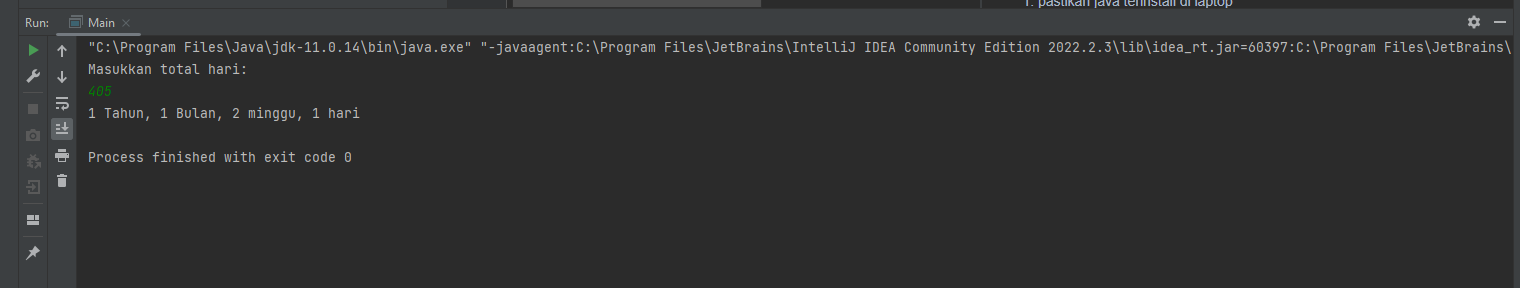 1. pastikan java terinstall di laptop
Run: Main
"C:\Program Files\Java\jdk-11.0.14\bin\java.exe" "-javaagent:C:\Program Files\JetBrains\IntelliJ IDEA Community Edition 2022.2.3\lib\idea_rt.jar=60397:C:\Program Files\JetBrains\
Masukkan total hari:
405
1 Tahun, 1 Bulan, 2 minggu, 1 hari
Process finished with exit code 0